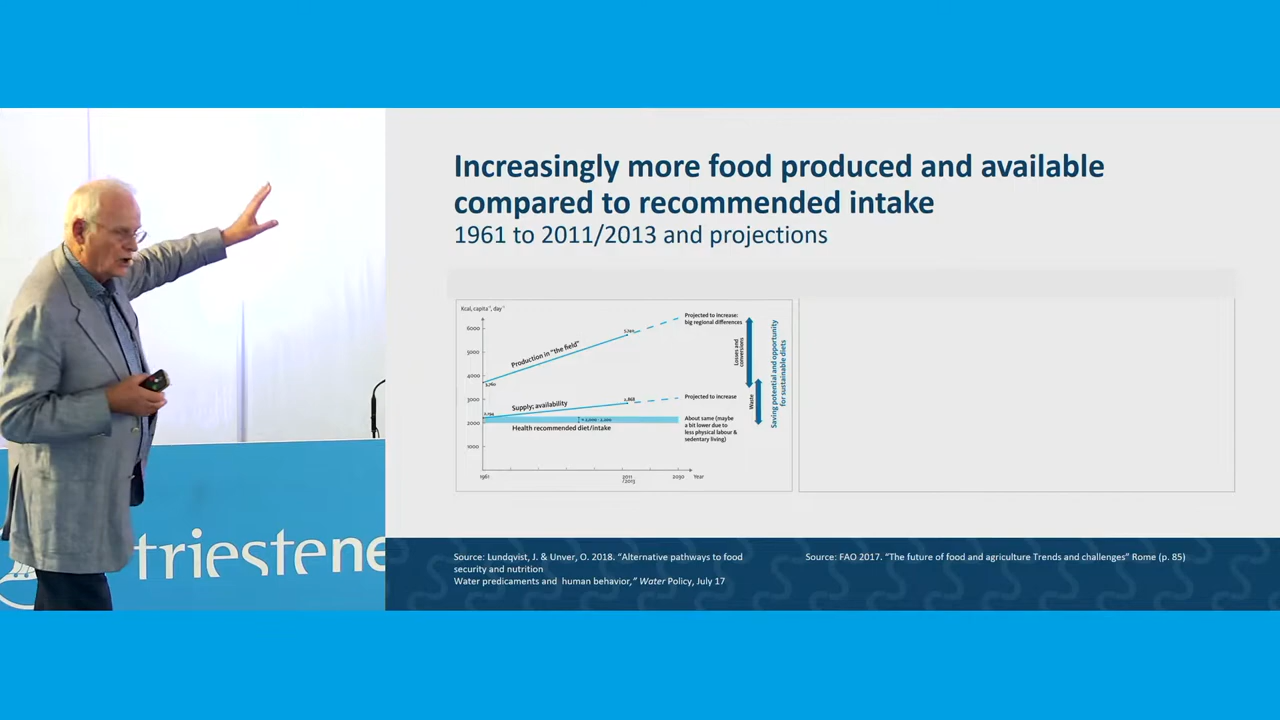 Increasingly more food produced and available
compared to recommended intake
1961 to 2011/2013 and projections
Kcal, capita⁻¹, day⁻¹
6000
5000
4000
3000
2000
1000
Production in "the field"
Supply; availability
Health recommended diet/intake
2,868
1961
2011
/2013
2030
Year
Projected to increase:
big regional differences
Projected to increase
About same (maybe
a bit lower due to
less physical labour &
sedentary living)
Losses and
conversions
Waste
Saving potential and opportunity
for sustainable diets
triestene
Source: Lundqvist, J. & Unver, O. 2018. "Alternative pathways to food
security and nutrition
Water predicaments and human behavior," Water Policy, July 17
Source: FAO 2017. "The future of food and agriculture Trends and challenges" Rome (p. 85)